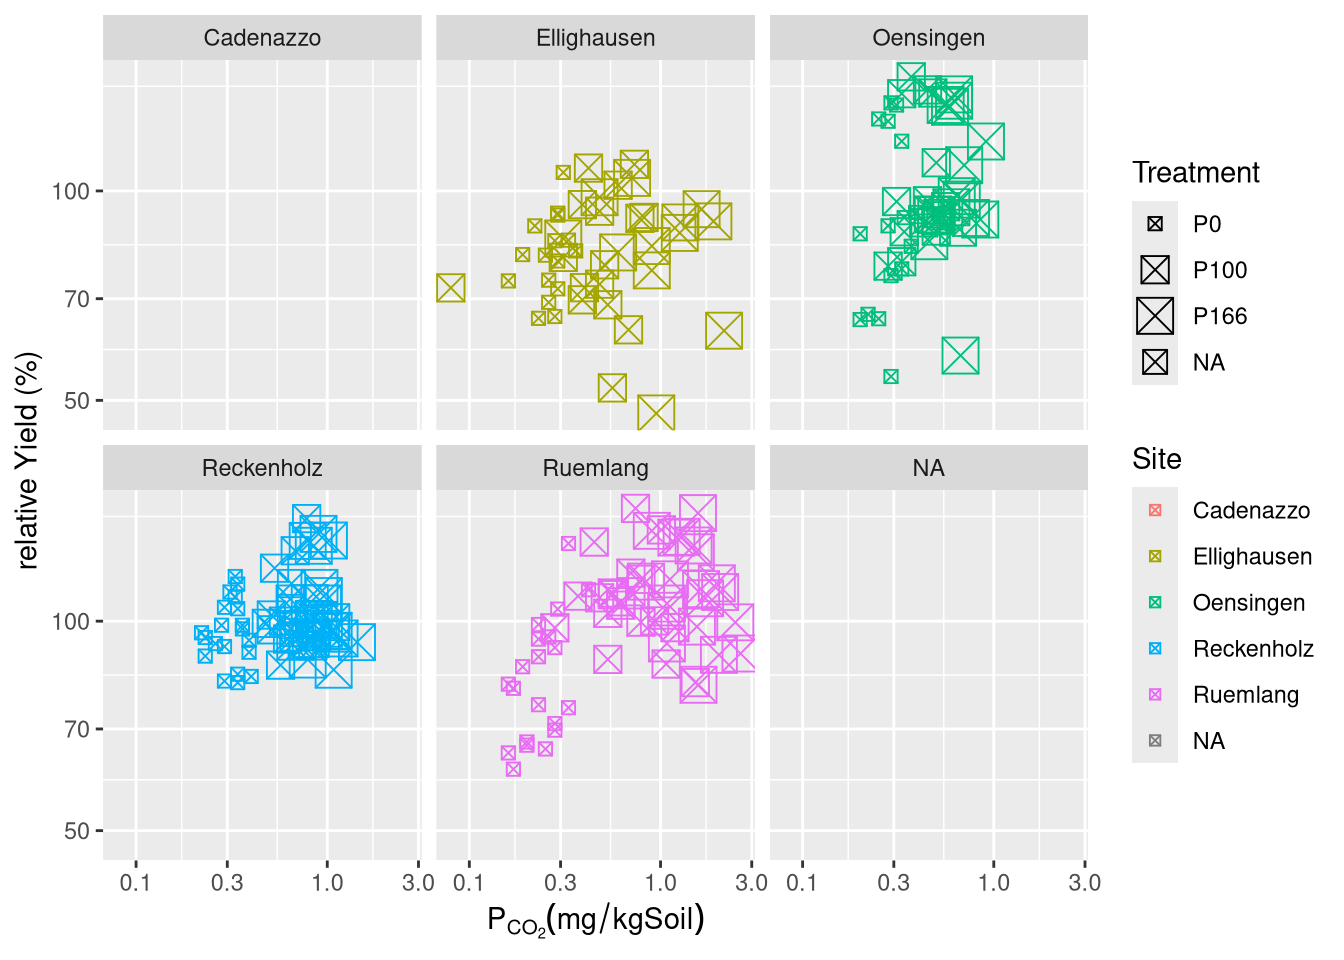 Cadenazzo
Ellighausen
Oensingen
100
70
50
Reckenholz
Ruemlang
NA
100
70
50
0.1 0.3 1.0 3.0
0.1 0.3 1.0 3.0
0.1 0.3 1.0 3.0
relative Yield (%)
PCO2(mg/kgSoil)
Treatment
P0
P100
P166
NA
Site
Cadenazzo
Ellighausen
Oensingen
Reckenholz
Ruemlang
NA